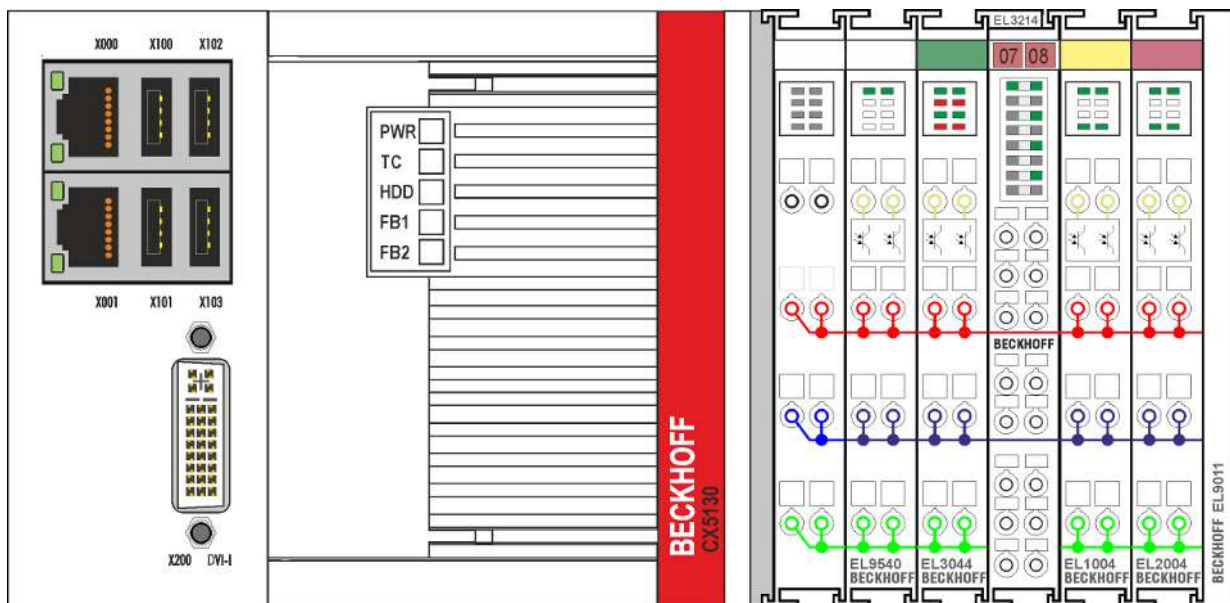 X000 X100 X102
X001 X101 X103
X200 DVI-I
PWR
TC
HDD
FB1
FB2
BECKHOFF
CX5130
EL3214
07 08
BECKHOFF
EL9540
BECKHOFF
EL3044
BECKHOFF
EL1004
BECKHOFF
EL2004
BECKHOFF
BECKHOFF EL9011